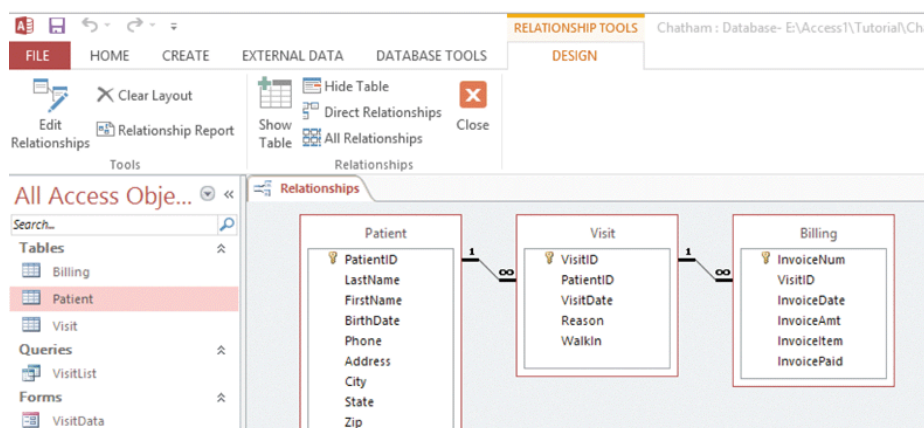 RELATIONSHIP TOOLS Chatham : Database- E:\Access1\Tutorial\Cha
FILE HOME CREATE EXTERNAL DATA DATABASE TOOLS DESIGN
Edit Relationships
Clear Layout
Relationship Report
Tools
Show Table
Hide Table
Direct Relationships
All Relationships
Close
Relationships
All Access Obje...
Search...
Tables
Billing
Patient
Visit
Queries
VisitList
Forms
VisitData
Relationships
Patient
PatientID
LastName
FirstName
BirthDate
Phone
Address
City
State
Zip
1
∞
Visit
VisitID
PatientID
VisitDate
Reason
WalkIn
1
∞
Billing
InvoiceNum
VisitID
InvoiceDate
InvoiceAmt
InvoiceItem
InvoicePaid